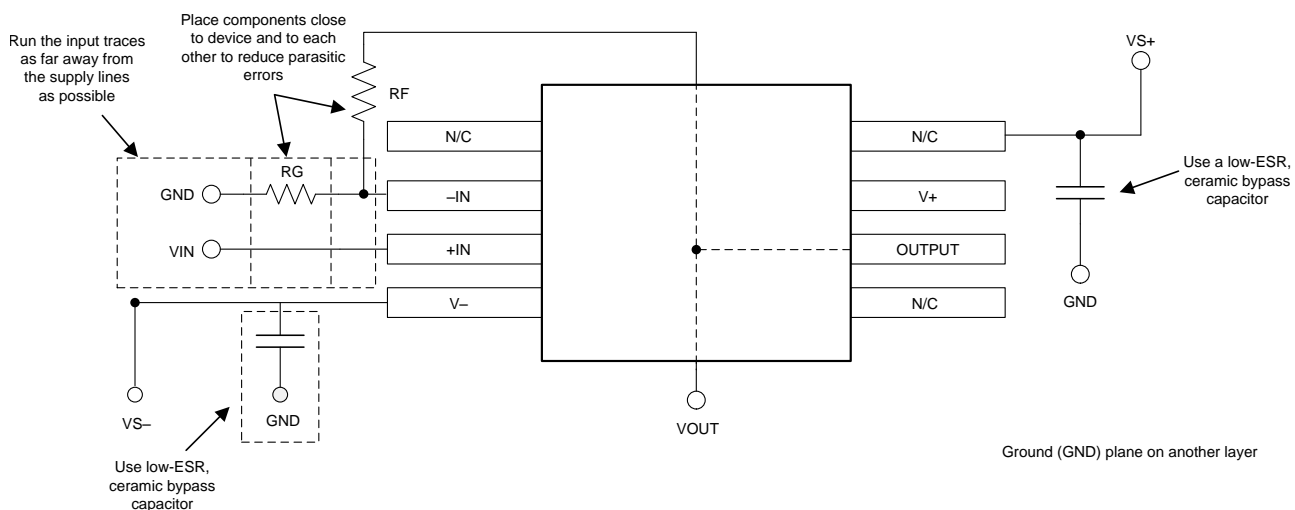 Run the input traces
as far away from
the supply lines
as possible
Place components close
to device and to each
other to reduce parasitic
errors
RF
VS+
N/C
N/C
Use a low-ESR,
ceramic bypass
capacitor
RG
GND
–IN
V+
VIN
+IN
OUTPUT
V–
N/C
GND
VS–
GND
VOUT
Ground (GND) plane on another layer
Use low-ESR,
ceramic bypass
capacitor